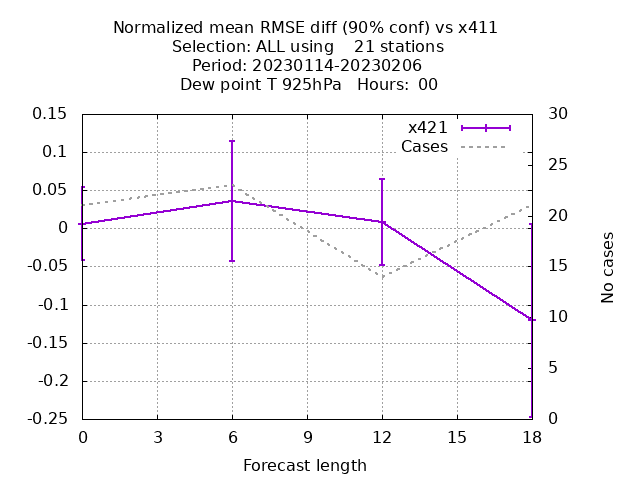 Normalized mean RMSE diff (90% conf) vs x411
Selection: ALL using    21 stations
Period: 20230114-20230206
Dew point T 925hPa   Hours:  00
x421
Cases
0.15
0.1
0.05
0
-0.05
-0.1
-0.15
-0.2
-0.25
30
25
20
15
10
5
0
No cases
0 3 6 9 12 15 18
Forecast length